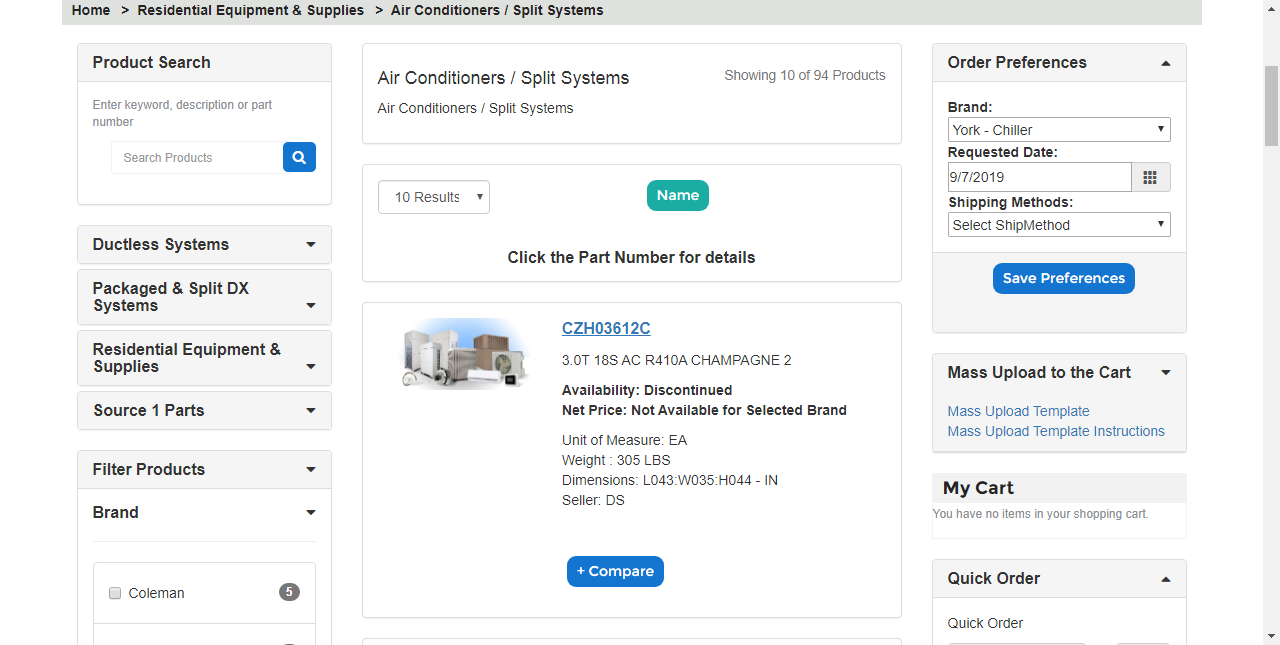 Home > Residential Equipment & Supplies > Air Conditioners / Split Systems
Product Search
Enter keyword, description or part
number
Search Products
Ductless Systems
Packaged & Split DX
Systems
Residential Equipment &
Supplies
Source 1 Parts
Filter Products
Brand
Coleman 5
Air Conditioners / Split Systems
Showing 10 of 94 Products
Air Conditioners / Split Systems
10 Results
Name
Click the Part Number for details
CZH03612C
3.0T 18S AC R410A CHAMPAGNE 2
Availability: Discontinued
Net Price: Not Available for Selected Brand
Unit of Measure: EA
Weight : 305 LBS
Dimensions: L043:W035:H044 - IN
Seller: DS
+ Compare
Order Preferences
Brand:
York - Chiller
Requested Date:
9/7/2019
Shipping Methods:
Select ShipMethod
Save Preferences
Mass Upload to the Cart
Mass Upload Template
Mass Upload Template Instructions
My Cart
You have no items in your shopping cart.
Quick Order
Quick Order